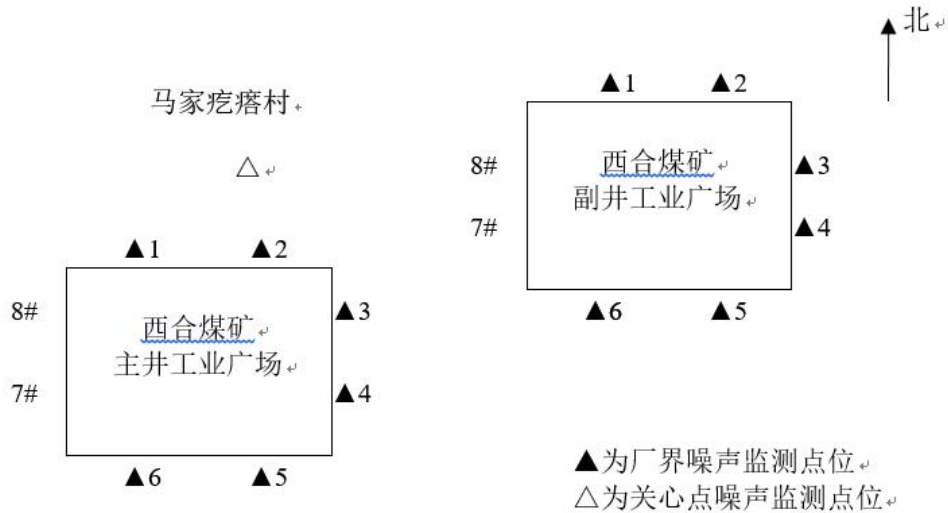 北
马家疙瘩村
▲1 ▲2
8# 西合煤矿 ▲3
副井工业广场
7# ▲4
▲6 ▲5
△
▲1 ▲2
8# 西合煤矿 ▲3
主井工业广场
7# ▲4
▲6 ▲5
▲为厂界噪声监测点位
△为关心点噪声监测点位